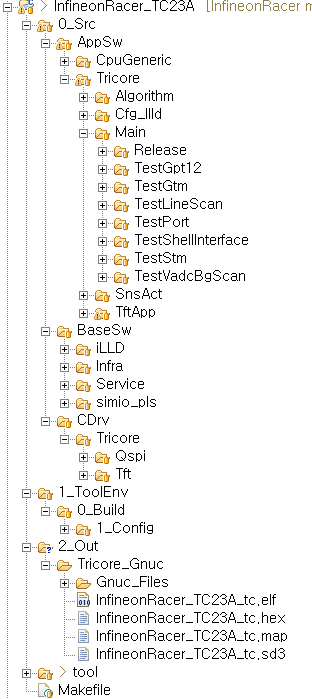 > InfineonRacer_TC23A [InfineonRacer m
0_Src
AppSw
CpuGeneric
Tricore
Algorithm
Cfg_Illd
Main
Release
TestGpt12
TestGtm
TestLineScan
TestPort
TestShellInterface
TestStm
TestVadcBgScan
SnsAct
TftApp
BaseSw
iLLD
Infra
Service
simio_pls
CDrv
Tricore
Qspi
Tft
1_ToolEnv
0_Build
1_Config
2_Out
Tricore_Gnuc
Gnuc_Files
InfineonRacer_TC23A_tc.elf
InfineonRacer_TC23A_tc.hex
InfineonRacer_TC23A_tc.map
InfineonRacer_TC23A_tc.sd3
> tool
Makefile